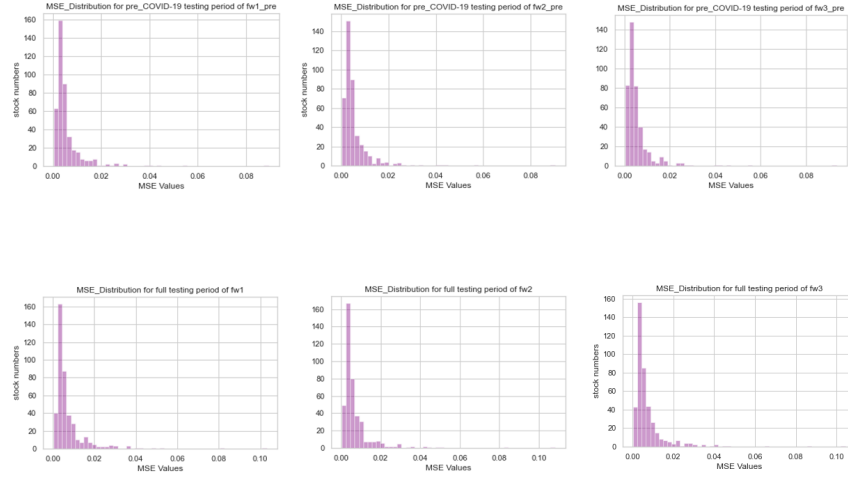 MSE_Distribution for pre_COVID-19 testing period of fw1_pre
160
140
120
100
80
60
40
20
0
stock numbers
0.00 0.02 0.04 0.06 0.08
MSE Values
MSE_Distribution for pre_COVID-19 testing period of fw2_pre
140
120
100
80
60
40
20
0
stock numbers
0.00 0.02 0.04 0.06 0.08
MSE Values
MSE_Distribution for pre_COVID-19 testing period of fw3_pre
140
120
100
80
60
40
20
0
0.00 0.02 0.04 0.06 0.08
MSE Values
MSE_Distribution for full testing period of fw1
160
140
120
100
80
60
40
20
0
stock numbers
0.00 0.02 0.04 0.06 0.08 0.10
MSE Values
MSE_Distribution for full testing period of fw2
160
140
120
100
80
60
40
20
0
0.00 0.02 0.04 0.06 0.08 0.10
MSE Values
MSE_Distribution for full testing period of fw3
160
140
120
100
80
60
40
20
0
stock numbers
0.00 0.02 0.04 0.06 0.08 0.10
MSE Values